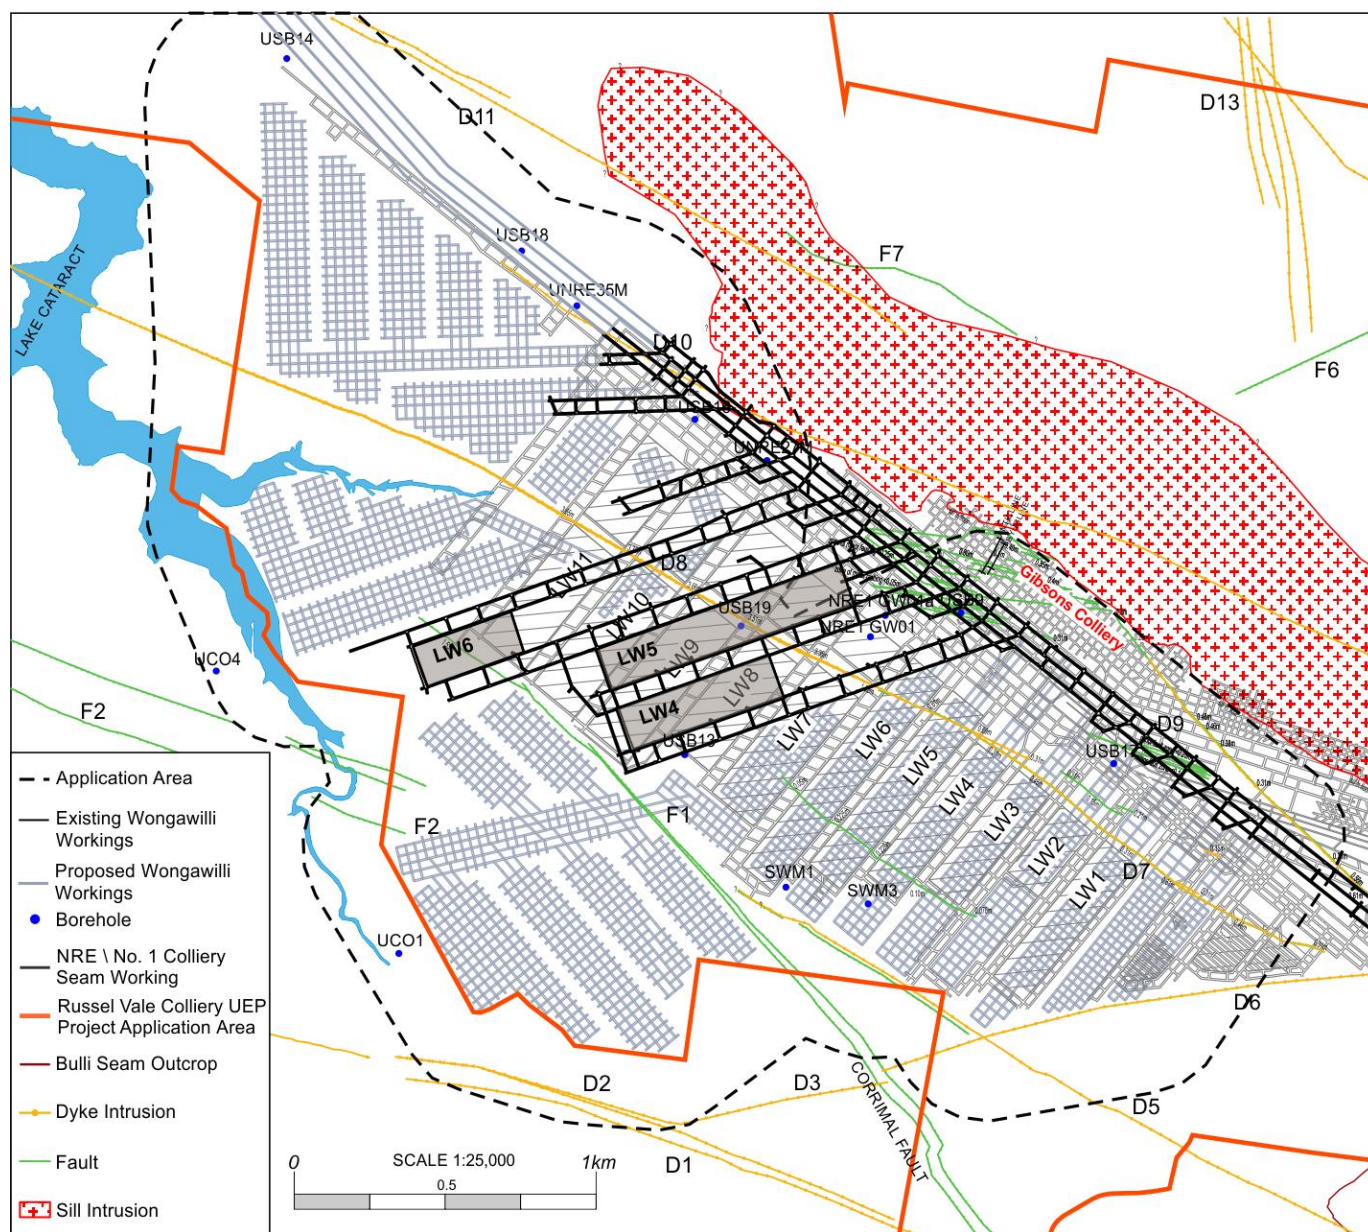 USB14
D11
D13
USB18
F7
LAKE CATARACT
UNRE35M
D10
F6
LW11
D8
Gibsons Colliery
LW10
USB19
NRE1 GW01a
USB9
NRE1 GW01
LW6
LW5
LW9
UCO4
LW8
LW4
F2
USB13
LW7
LW6
LW5
LW4
LW3
LW2
LW1
D9
USB17
F1
F2
D7
SWM1
SWM3
UCO1
D6
D2
D3
D5
D1
CORRIMAL FAULT
Application Area
Existing Wongawilli
Workings
Proposed Wongawilli
Workings
Borehole
NRE \ No. 1 Colliery
Seam Working
Russel Vale Colliery UEP
Project Application Area
Bulli Seam Outcrop
Dyke Intrusion
Fault
Sill Intrusion
0
SCALE 1:25,000
1km
0.5